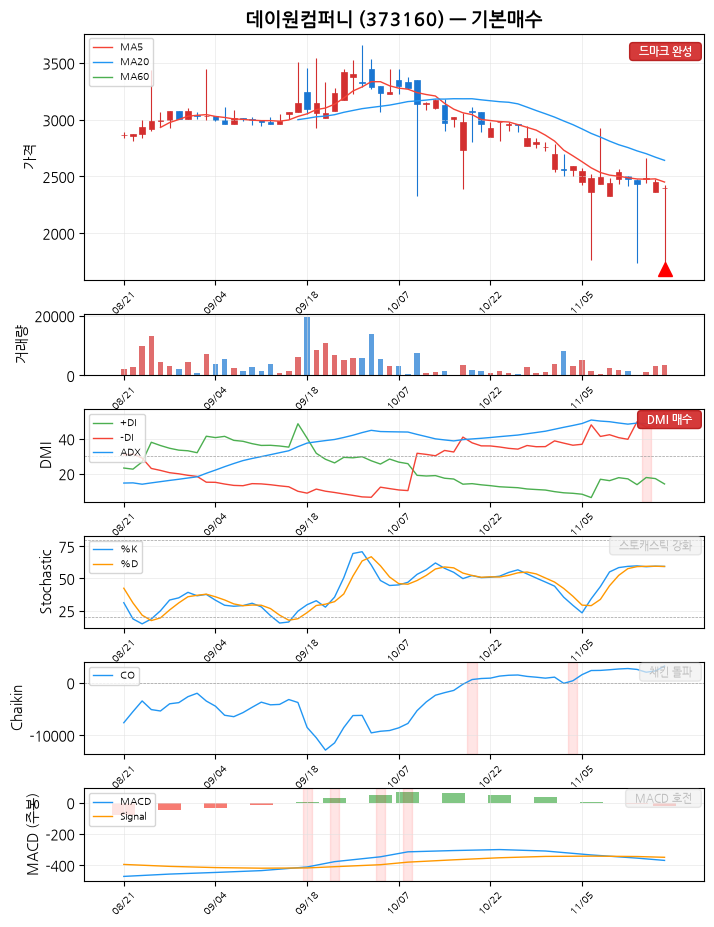 데이원컴퍼니 (373160) — 기본매수
MA5
MA20
MA60
드마크 완성
가격
3500
3000
2500
2000
08/21
09/04
09/18
10/07
10/22
11/05
거래량
20000
0
08/21
09/04
09/18
10/07
10/22
11/05
DMI
+DI
-DI
ADX
DMI 매수
40
20
08/21
09/04
09/18
10/07
10/22
11/05
Stochastic
%K
%D
스토캐스틱 강화
75
50
25
08/21
09/04
09/18
10/07
10/22
11/05
Chaikin
CO
채킨 돌파
0
-10000
08/21
09/04
09/18
10/07
10/22
11/05
MACD (주봉)
MACD
Signal
MACD 호전
0
-200
-400
08/21
09/04
09/18
10/07
10/22
11/05